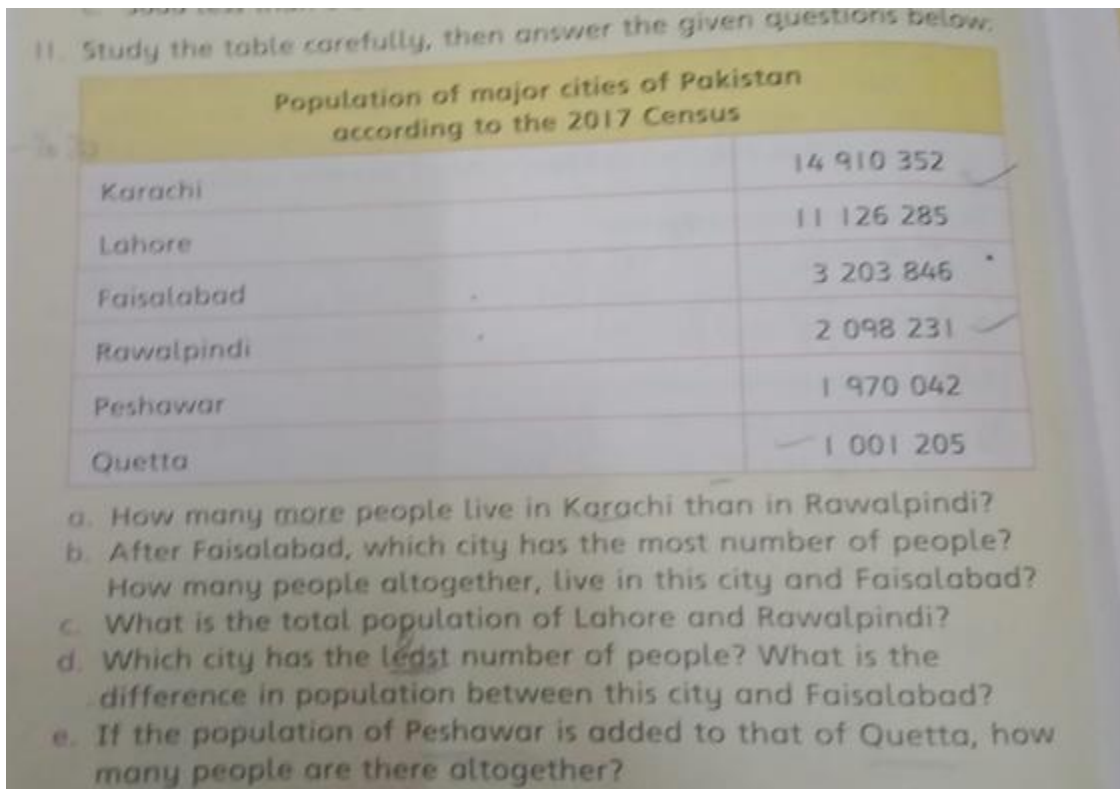 11. Study the table carefully, then answer the given questions below.
Population of major cities of Pakistan
according to the 2017 Census
Karachi 14 910 352
Lahore 11 126 285
Faisalabad 3 203 846
Rawalpindi 2 098 231
Peshawar 1 970 042
Quetta 1 001 205
a. How many more people live in Karachi than in Rawalpindi?
b. After Faisalabad, which city has the most number of people?
How many people altogether, live in this city and Faisalabad?
c. What is the total population of Lahore and Rawalpindi?
d. Which city has the least number of people? What is the
difference in population between this city and Faisalabad?
e. If the population of Peshawar is added to that of Quetta, how
many people are there altogether?